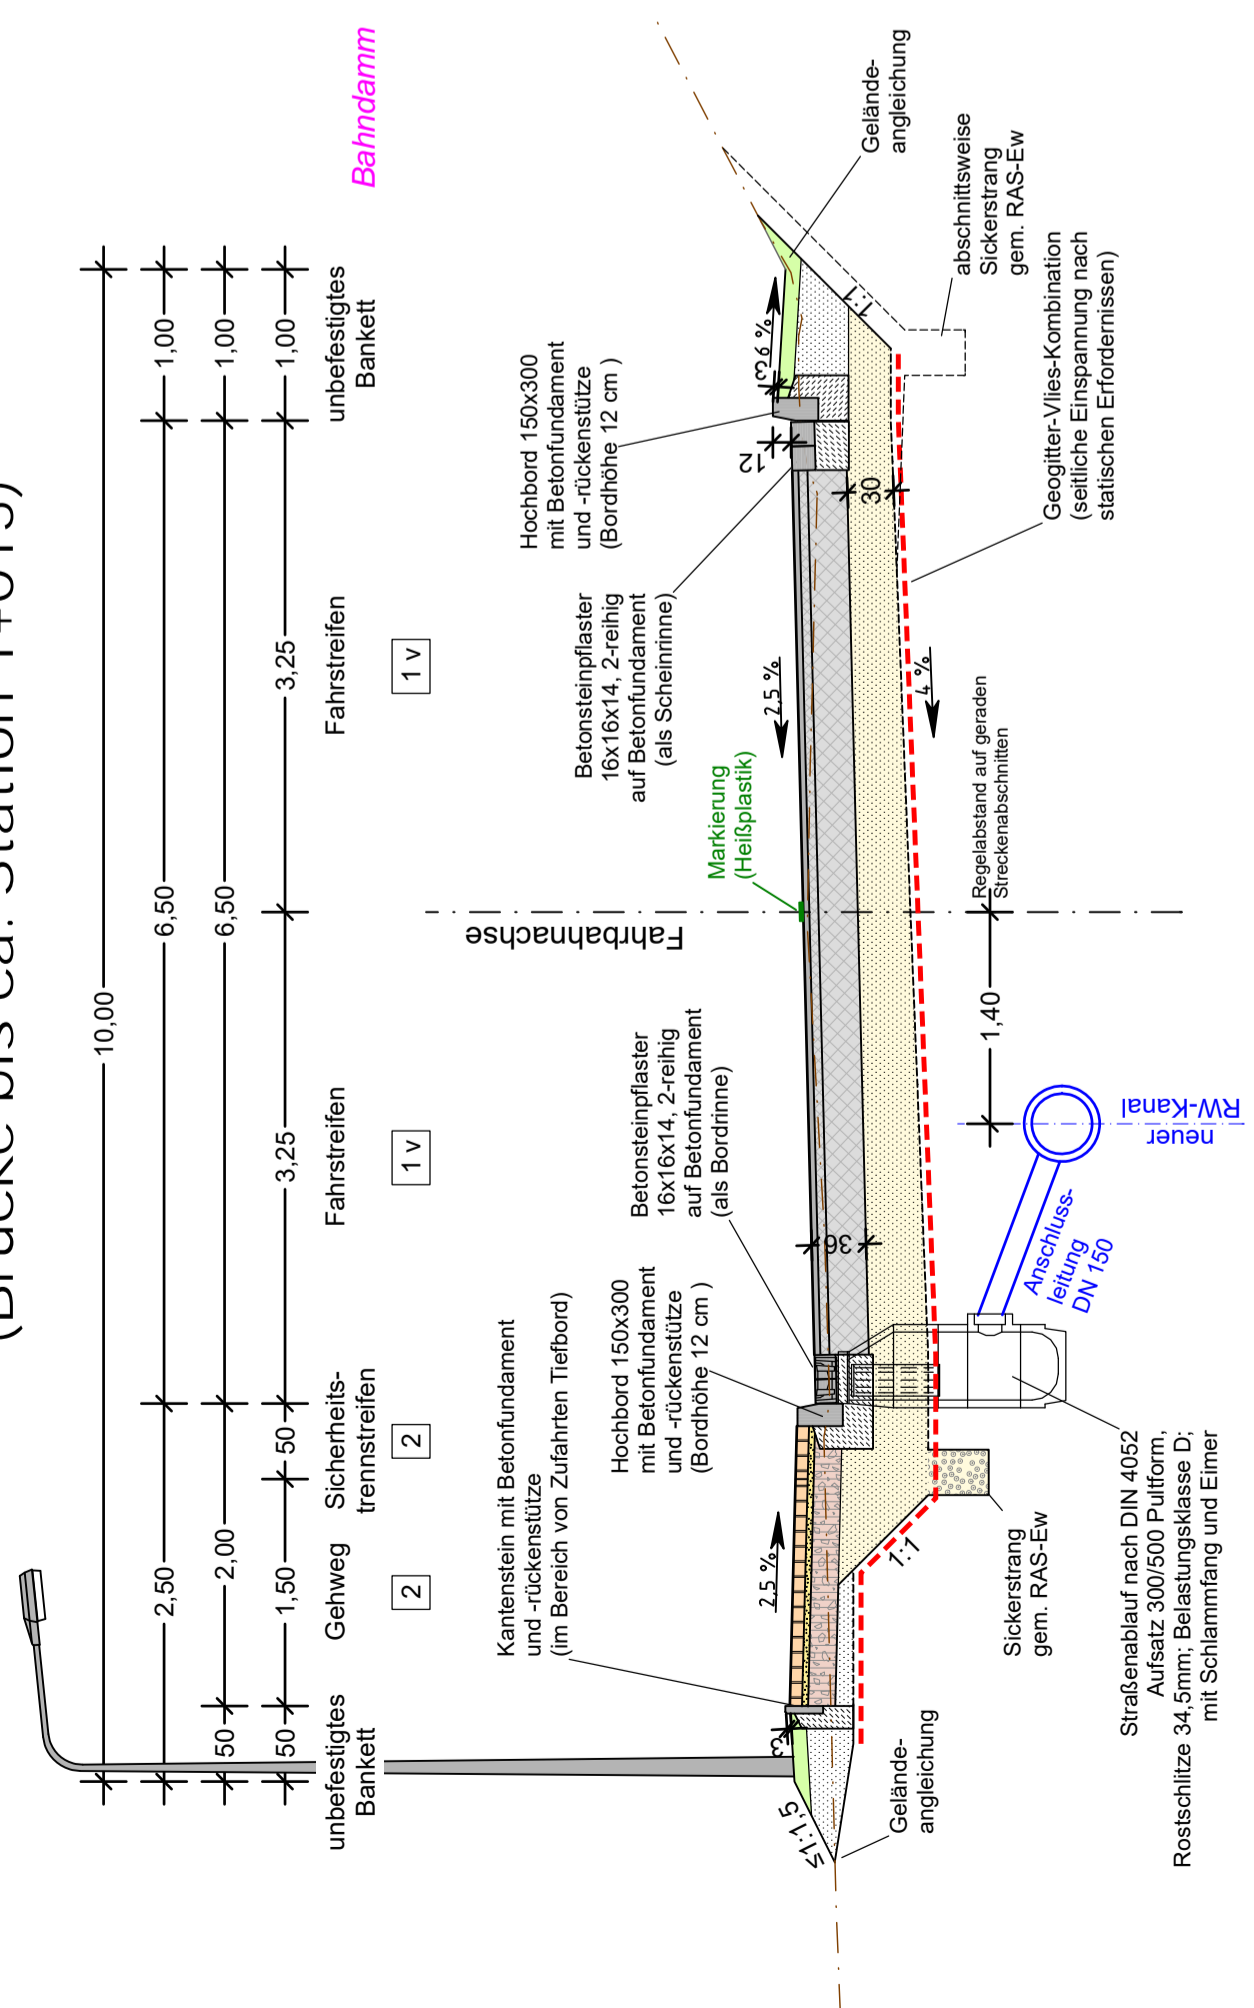 10,00
2,50
6,50
1,00
50
2,00
6,50
1,00
50
1,50
50
3,25
3,25
1,00
unbefestigtes
Bankett
Gehweg
Sicherheits-
trennstreifen
Fahrstreifen
Fahrstreifen
unbefestigtes
Bankett
Bahndamm
2
2
1 v
1 v
Fahrbahnachse
Kantenstein mit Betonfundament
und -rückenstütze
(im Bereich von Zufahrten Tiefbord)
Hochbord 150x300
mit Betonfundament
und -rückenstütze
(Bordhöhe 12 cm )
Betonsteinpflaster
16x16x14, 2-reihig
auf Betonfundament
(als Bordrinne)
Markierung
(Heißplastik)
Betonsteinpflaster
16x16x14, 2-reihig
auf Betonfundament
(als Scheinrinne)
Hochbord 150x300
mit Betonfundament
und -rückenstütze
(Bordhöhe 12 cm )
≤1:1,5
3
2,5 %
2,5 %
12
3
6 %
1:1
36
30
1:1
4 %
Gelände-
angleichung
Gelände-
angleichung
abschnittsweise
Sickerstrang
gem. RAS-Ew
Geogitter-Vlies-Kombination
(seitliche Einspannung nach
statischen Erfordernissen)
Regelabstand auf geraden
Streckenabschnitten
1,40
neuer
RW-Kanal
Anschluss-
leitung
DN 150
Sickerstrang
gem. RAS-Ew
Straßenablauf nach DIN 4052
Aufsatz 300/500 Pultform,
Rostschlitze 34,5mm; Belastungsklasse D;
mit Schlammfang und Eimer